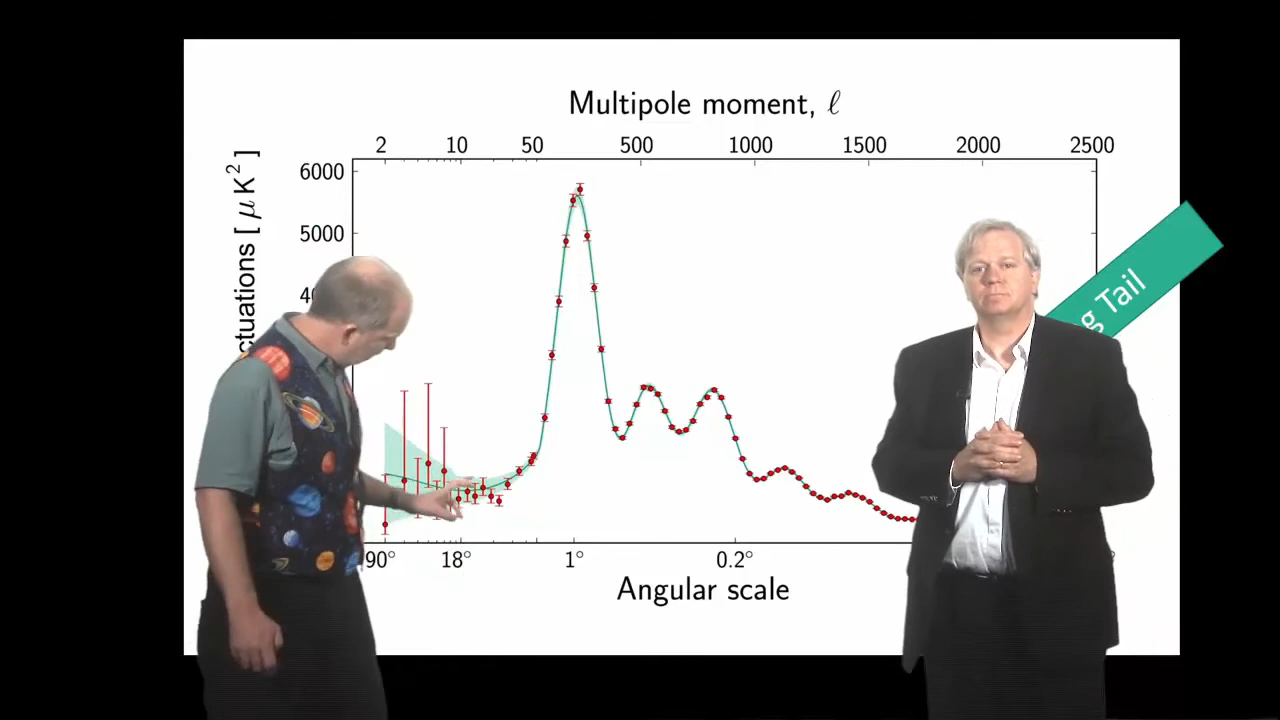 Multipole moment, ℓ
2 10 50 500 1000 1500 2000 2500
6000
5000
ctuations [ μ K² ]
g Tail
90° 18° 1° 0.2°
Angular scale